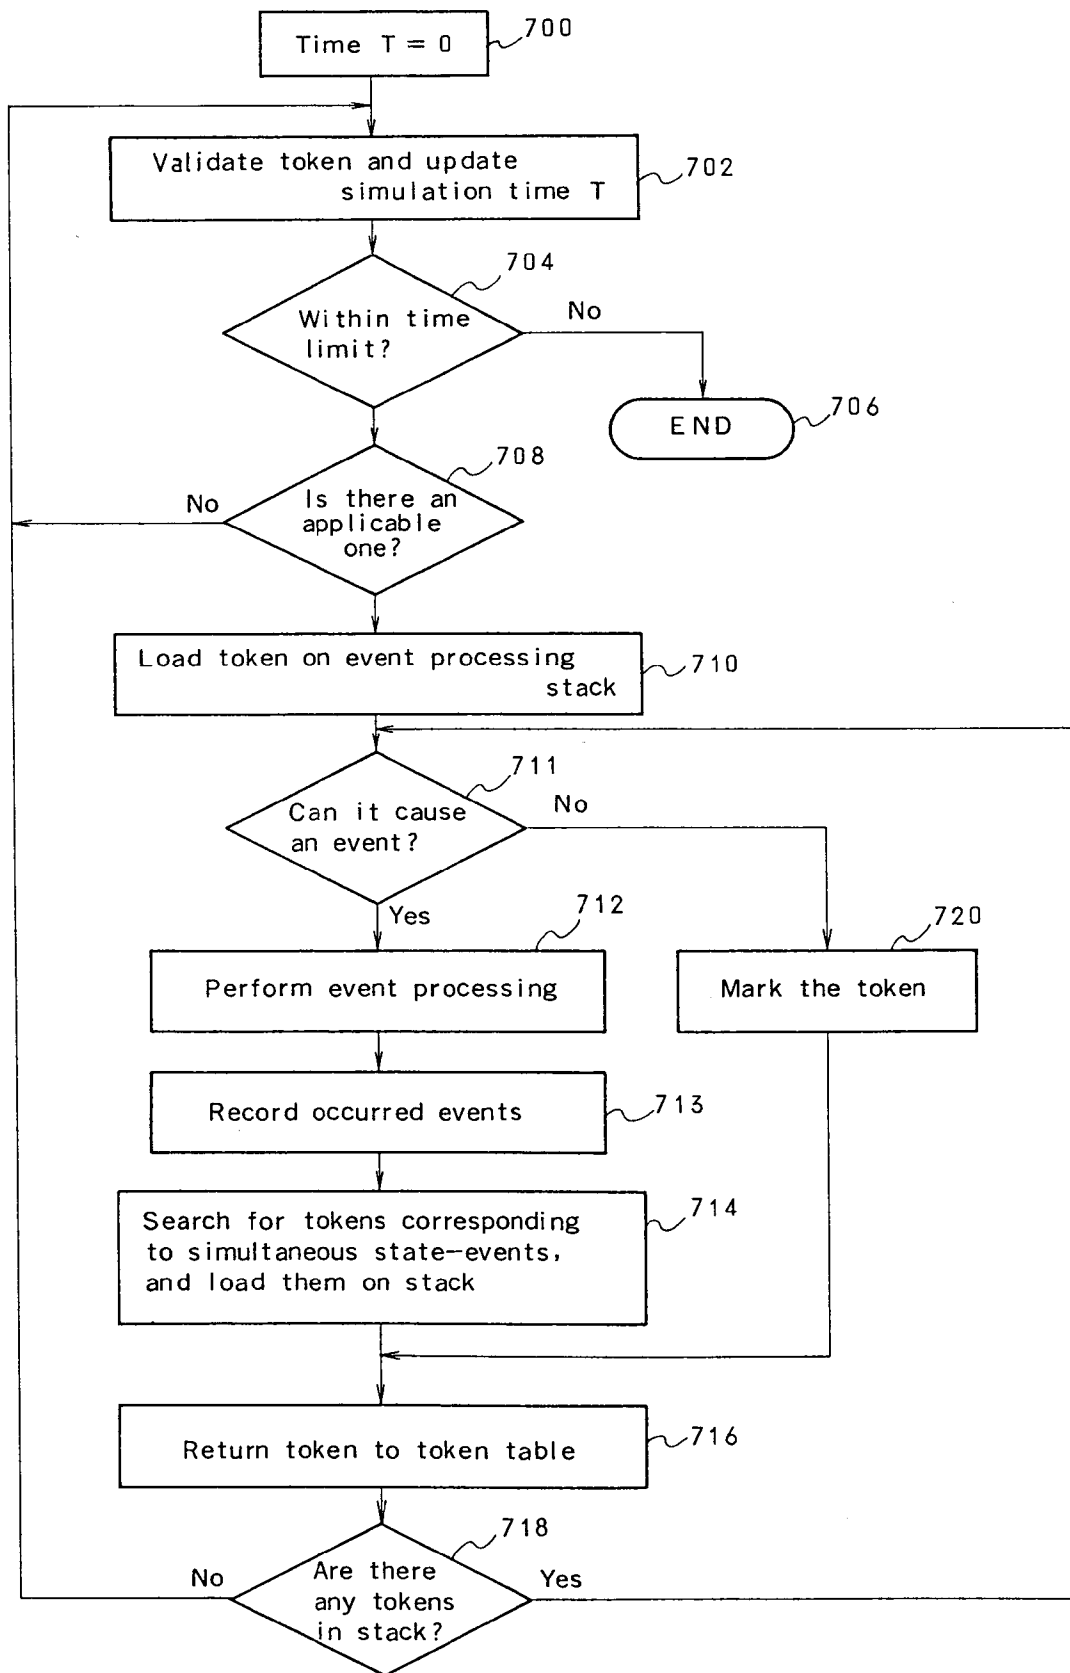 Time T = 0
700
Validate token and update
simulation time T
702
704
Within time
limit?
No
END
706
708
No
Is there an
applicable
one?
Load token on event processing
stack
710
711
Can it cause
an event?
No
Yes
712
Perform event processing
720
Mark the token
Record occurred events
713
Search for tokens corresponding
to simultaneous state-events,
and load them on stack
714
Return token to token table
716
718
No
Are there
any tokens
in stack?
Yes